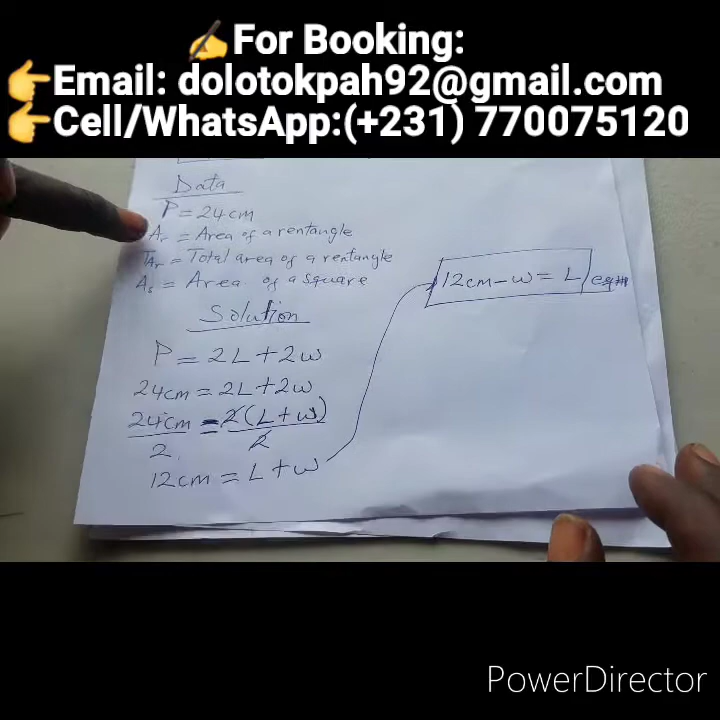 ✍️For Booking:
👉Email: dolotokpah92@gmail.com
👉Cell/WhatsApp:(+231) 770075120
Data
P = 24cm
Ar = Area of a rentangle
TAr = Total area of a rentangle
As = Area of a square
Solution
P = 2L + 2w
24cm = 2L + 2w
24cm = 2(L + w)
2 2
12cm = L + w
12cm - w = L
PowerDirector